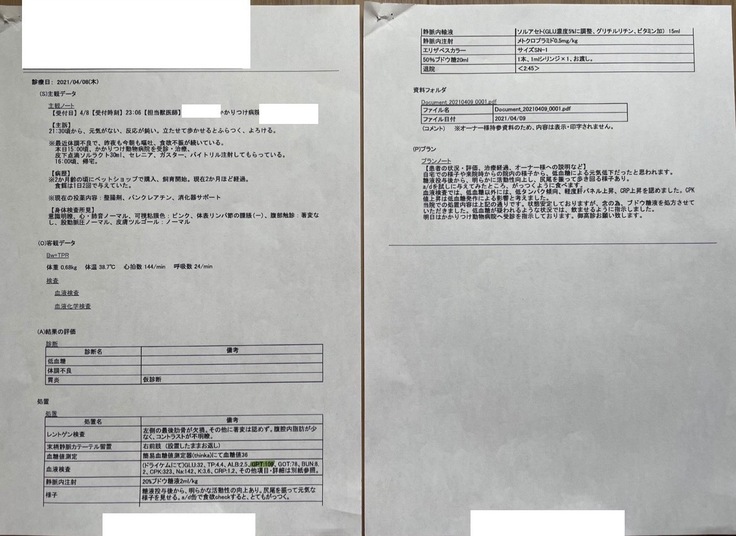 診療日： 2021/04/08(木)
(S)主観データ
主観ノート
【受付日】4/8【受付時刻】23:06【担当獣医師】 かかりつけ病院
【主訴】
21:30頃から、元気がない、反応が鈍い。立たせて歩かせるとふらつく、よろける。
※最近体調不良で、昨夜も今朝も嘔吐、食欲不振が続いている。
本日15:00頃、かかりつけ動物病院を受診・治療、
皮下点滴ソルラクト30ml、セレニア、ガスター、バイトリル注射してもらっている。
16:00頃、帰宅。
【病歴】
※2か月齢の頃にペットショップで購入、飼育開始。現在2か月ほど経過。
食餌は1日2回で与えていた。
※現在の投薬内容：整腸剤、パンクレアチン、消化器サポート
【身体検査所見】
意識明瞭、心・肺音ノーマル、可視粘膜色：ピンク、体表リンパ節の腫脹(－)、腹部触診：著変な
し、股動脈圧ノーマル、皮膚ツルゴール：ノーマル
(O)客観データ
Bw+TPR
体重 0.68kg 体温 38.7℃ 心拍数 144/min 呼吸数 24/min
検査
血液検査
血液化学検査
(A)結果の評価
診断
診断名 備考
低血糖
体調不良
胃炎 仮診断
処置
処置
処置名 備考
レントゲン検査 左側の最後肋骨が欠損。その他に著変は認めず。腹腔内脂肪が少
なく、コントラストが不明瞭。
末梢静脈カテーテル留置 右前肢 (設置したままお返し)
血糖値測定 簡易血糖値測定器(thinka)にて血糖値36
血液検査 (ドライケムにて)GLU:32、TP:4.4、ALB:2.5、GPT:109、GOT:78、BUN:8.
2、CPK:323、Na:142、K:3.6、CRP:1.2、その他項目・詳細は別紙参照。
静脈内注射 20%ブドウ糖液2ml/kg
様子 糖液投与後から、明らかな活動性の向上あり。尻尾を振って元気な
様子を見せる。a/d缶で食欲checkすると、とてもがっつく。
静脈内輸液 ソルアセト(GLU濃度5%に調整、グリチルリチン、ビタミン加) 15ml
静脈内注射 メトクロプラミド0.5mg/kg
エリザベスカラー サイズSN-1
50%ブドウ糖20ml 1本、1mlシリンジ×1、お渡し。
退院 ＜2:45＞
資料フォルダ
Document_20210409_0001.pdf
ファイル名 Document_20210409_0001.pdf
ファイル日付 2021/04/09
(コメント) ※オーナー様持参資料のため、内容は表示・印字されません。
(P)プラン
プランノート
【患者の状況・評価、治療経過、オーナー様への説明など】
自宅での様子や来院時からの院内の様子から、低血糖による元気低下だったと思われます。
糖液投与後から、明らかに活動性向上し、尻尾を振って歩き回る様子あり。
a/dを試しに与えてみたところ、がっつくように食べます。
血液検査では、低血糖以外には、低タンパク傾向、軽度肝パネル上昇、CRP上昇を認めました。CPK
値上昇は低血糖発作による影響と考えました。
当院での処置内容は上記の通りです。状態安定しておりますが、念の為、ブドウ糖液を処方させて
いただきました。低血糖が疑われるような状況では、飲ませるように指示しました。
明日はかかりつけ動物病院へ受診を指示しております。御高診お願い致します。